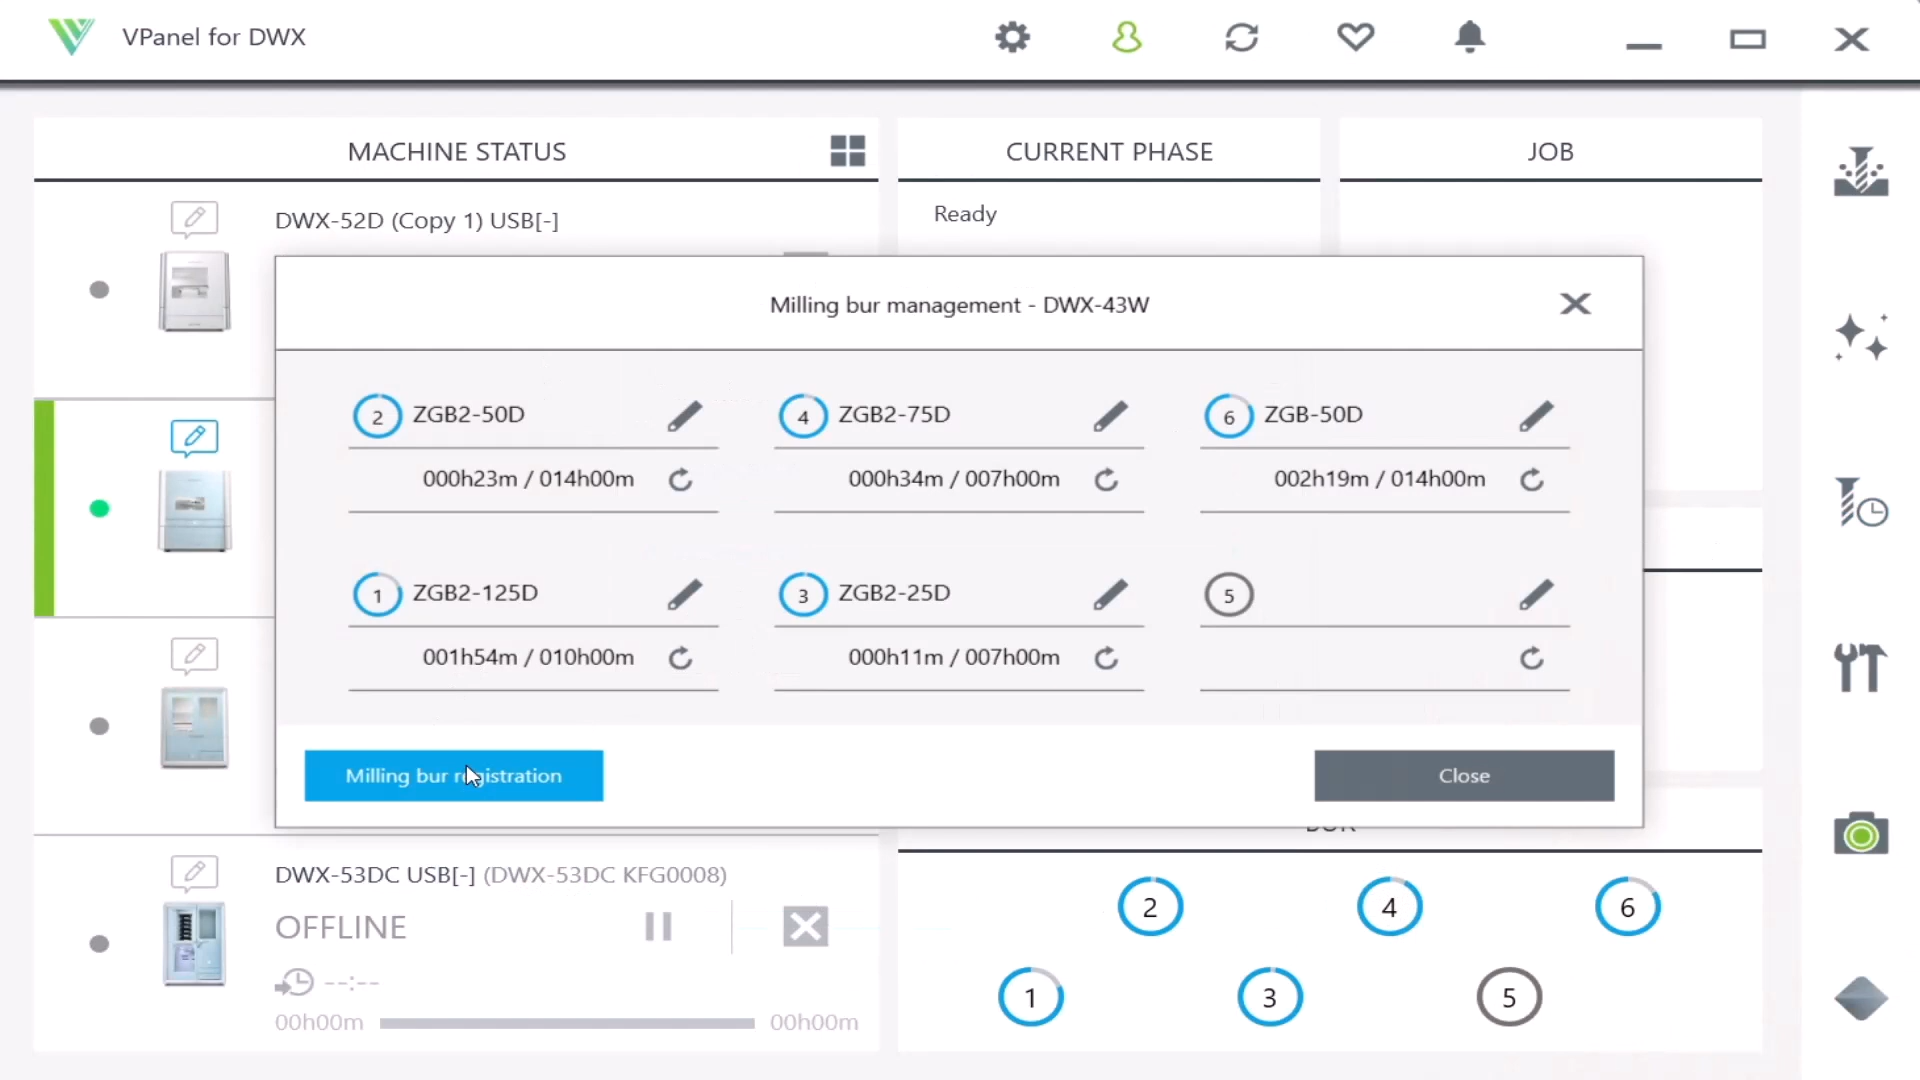 VPanel for DWX
MACHINE STATUS
CURRENT PHASE
JOB
DWX-52D (Copy 1) USB[-]
Ready
Milling bur management - DWX-43W
2 ZGB2-50D
4 ZGB2-75D
6 ZGB-50D
000h23m / 014h00m
000h34m / 007h00m
002h19m / 014h00m
1 ZGB2-125D
3 ZGB2-25D
5
001h54m / 010h00m
000h11m / 007h00m
Milling bur registration
Close
DWX-53DC USB[-] (DWX-53DC KFG0008)
OFFLINE
--:--
00h00m 00h00m
2 4 6
1 3 5